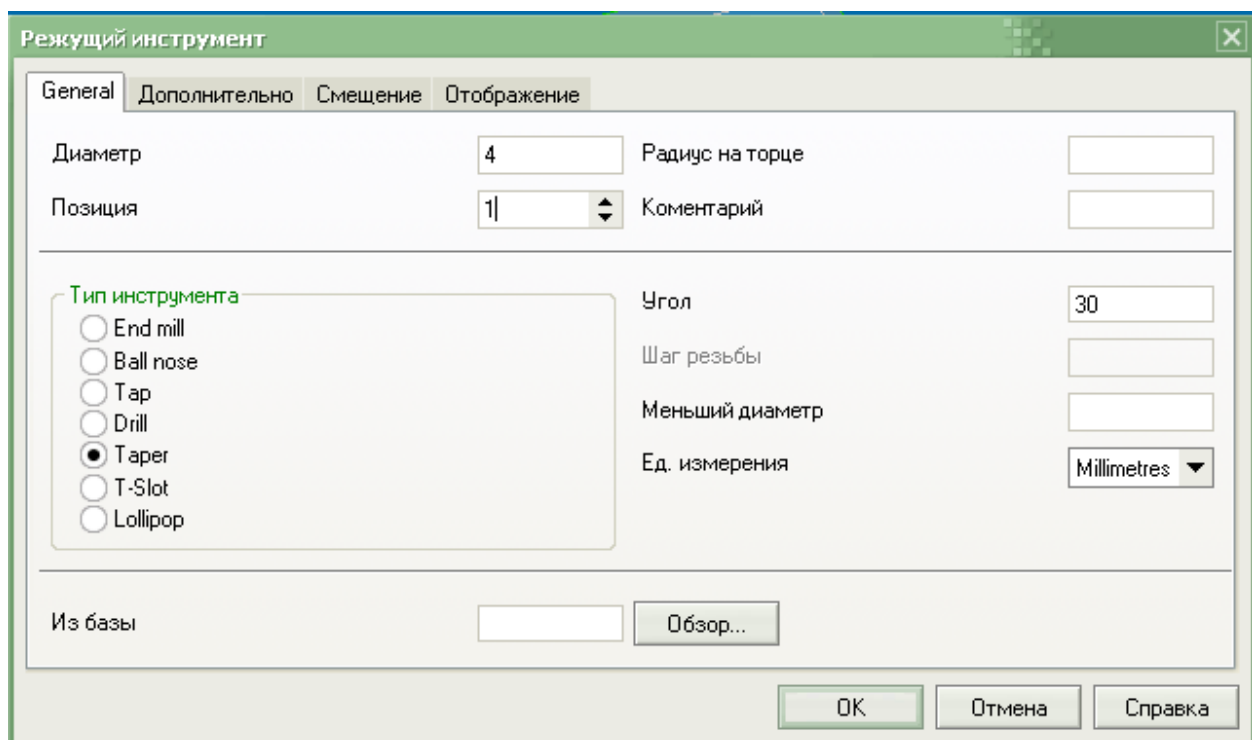 Режущий инструмент
General Дополнительно Смещение Отображение
Диаметр 4 Радиус на торце
Позиция 1 Коментарий
Тип инструмента
End mill
Ball nose
Tap
Drill
Taper
T-Slot
Lollipop
Угол 30
Шаг резьбы
Меньший диаметр
Ед. измерения Millimetres
Из базы Обзор...
OK Отмена Справка